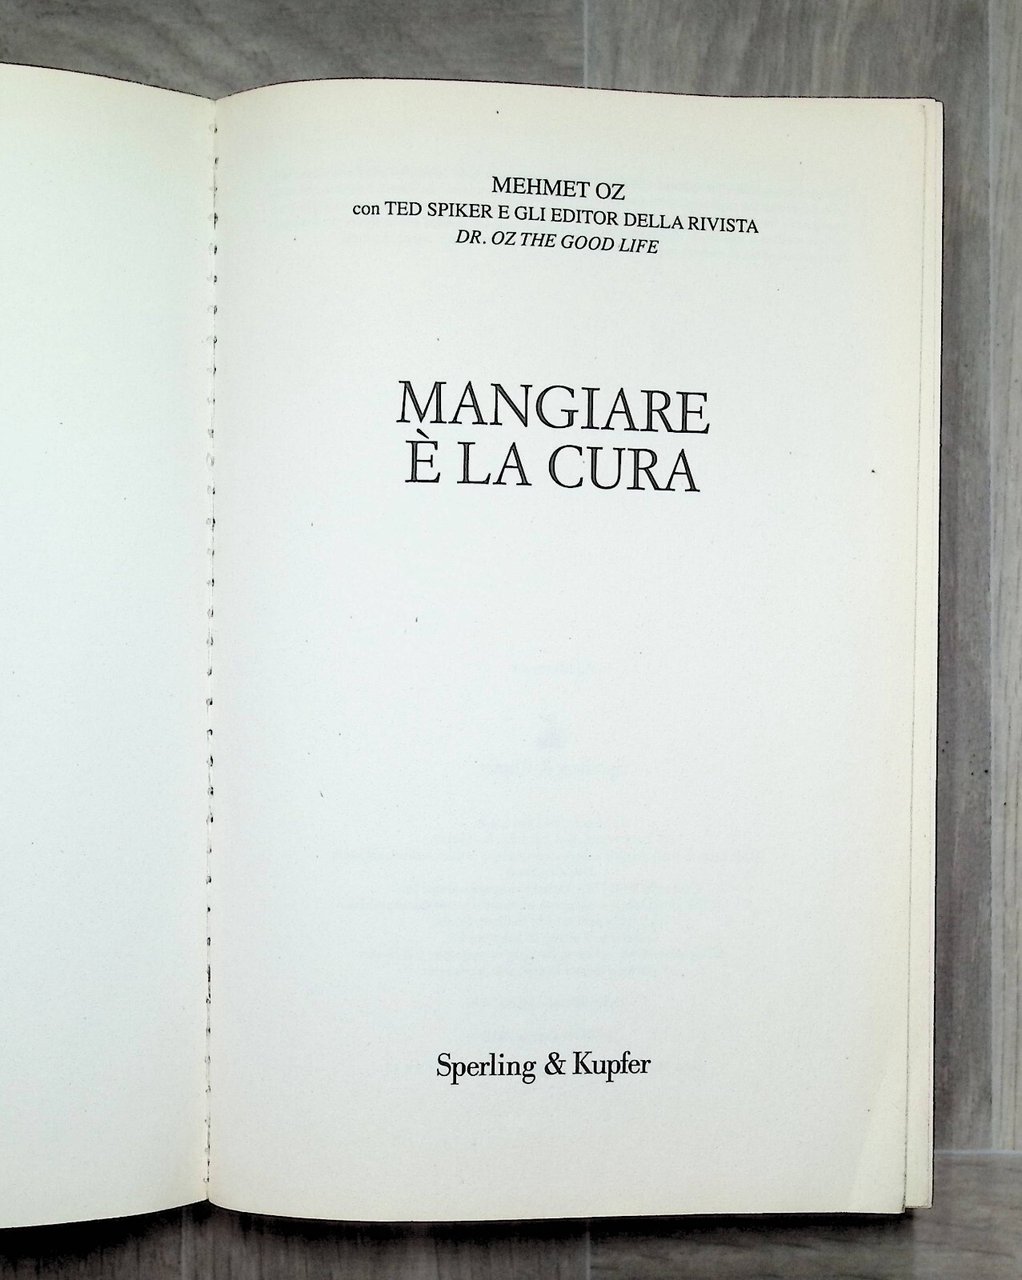 MEHMET OZ
con TED SPIKER E GLI EDITOR DELLA RIVISTA
DR. OZ THE GOOD LIFE
MANGIARE
È LA CURA
Sperling & Kupfer